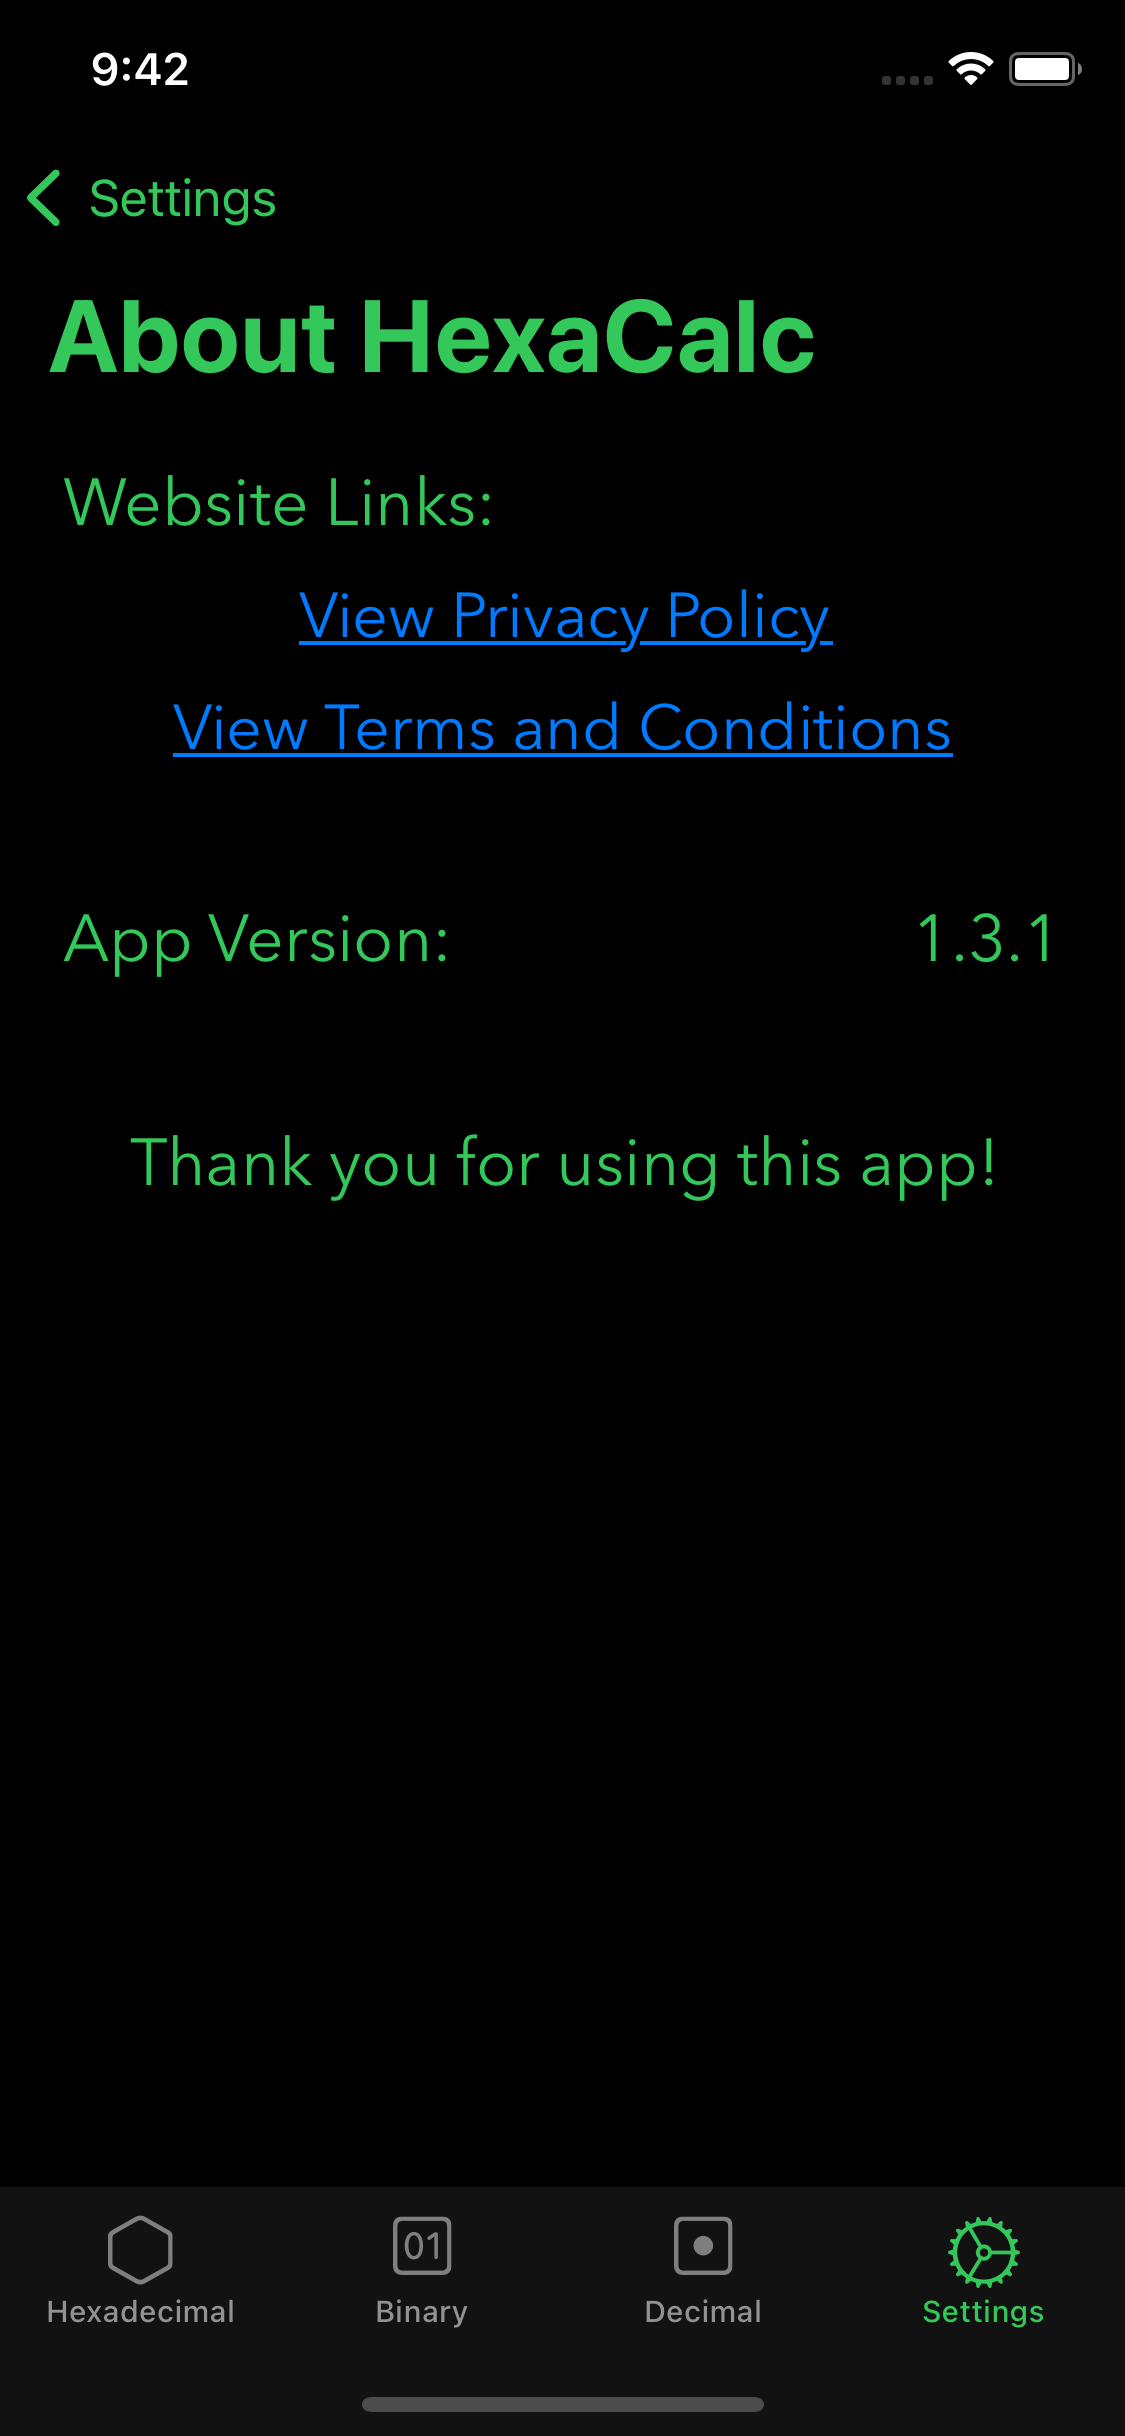 9:42
Settings
About HexaCalc
Website Links:
View Privacy Policy
View Terms and Conditions
App Version: 1.3.1
Thank you for using this app!
01
Hexadecimal Binary Decimal Settings